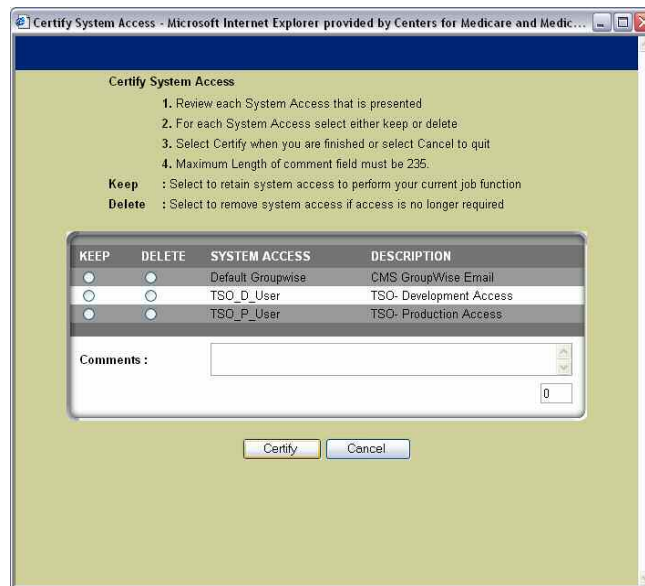 Certify System Access - Microsoft Internet Explorer provided by Centers for Medicare and Medic...
Certify System Access
1. Review each System Access that is presented
2. For each System Access select either keep or delete
3. Select Certify when you are finished or select Cancel to quit
4. Maximum Length of comment field must be 235.
Keep : Select to retain system access to perform your current job function
Delete : Select to remove system access if access is no longer required
KEEP DELETE SYSTEM ACCESS DESCRIPTION
Default Groupwise CMS GroupWise Email
TSO_D_User TSO- Development Access
TSO_P_User TSO- Production Access
Comments :
0
Certify Cancel